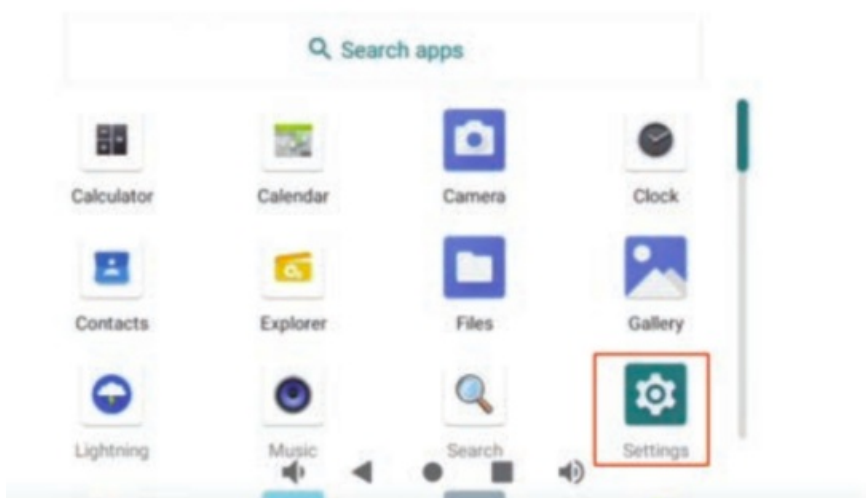 Search apps
Calculator Calendar Camera Clock
Contacts Explorer Files Gallery
Lightning Music Search Settings